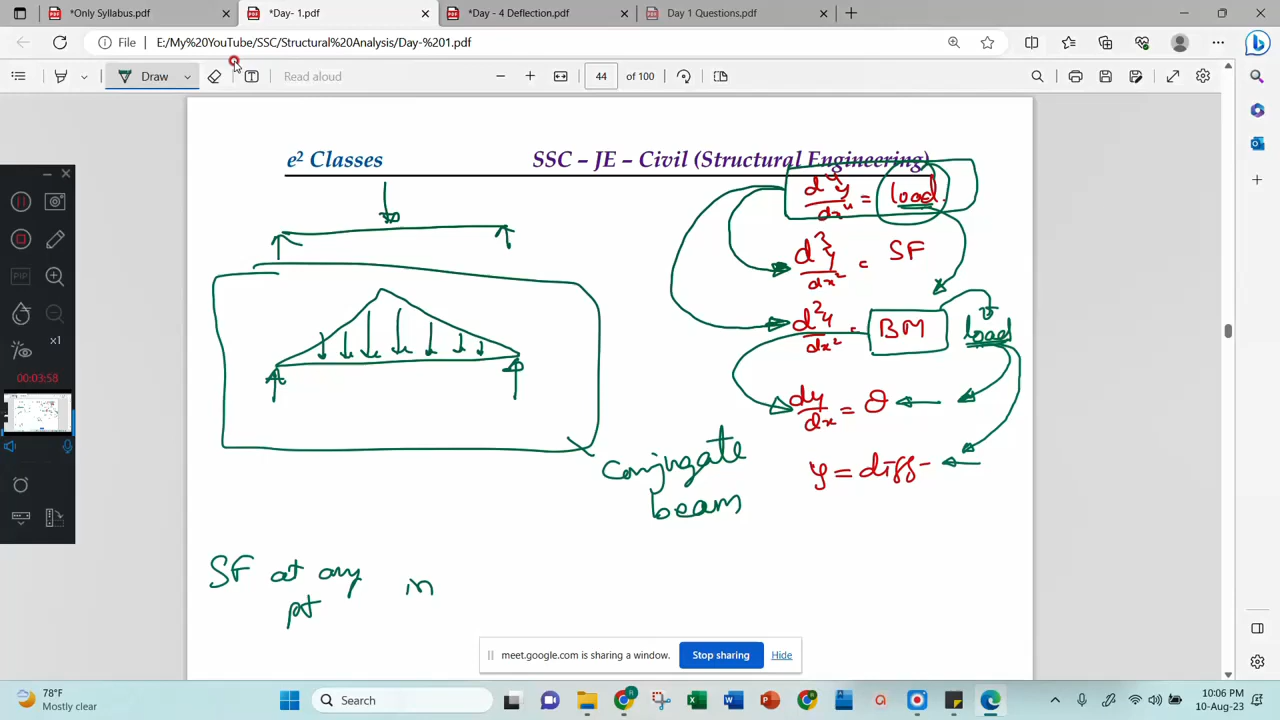 *Only Syllabus.pdf
*Day- 1.pdf
*Day - 4 Deflection.pdf
Day 1 Questions.pdf
File
E:/My%20YouTube/SSC/Structural%20Analysis/Day-%201.pdf
Draw
Read aloud
44 of 100
e² Classes
SSC – JE – Civil (Structural Engineering)
d⁴y/dx⁴ = load.
d³y/dx² = SF
d²y/dx² = BM load
dy/dx = θ
y = diff
conjugate
beam
SF at any in
pt
PIP
x1
00:03:58
meet.google.com is sharing a window.
Stop sharing
Hide
78°F
Mostly clear
Search
10:06 PM
10-Aug-23